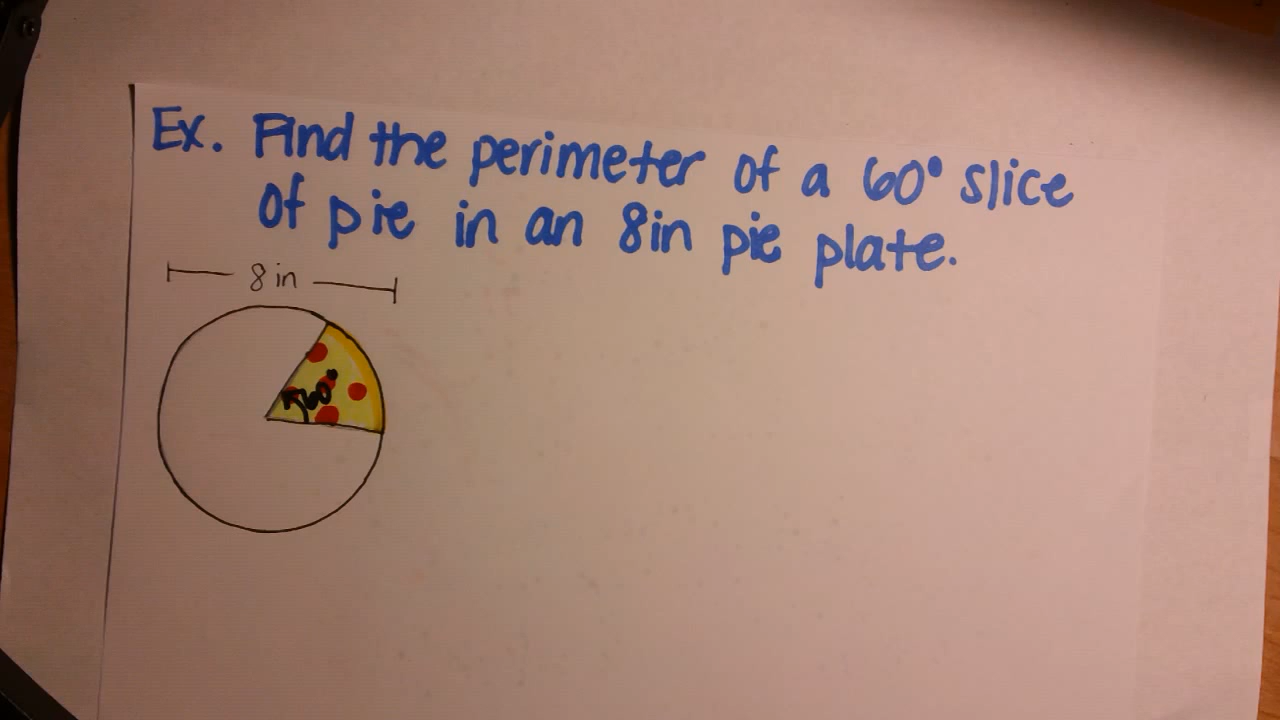 Ex. Find the perimeter of a 60° slice
of pie in an 8in pie plate.
8 in
60°